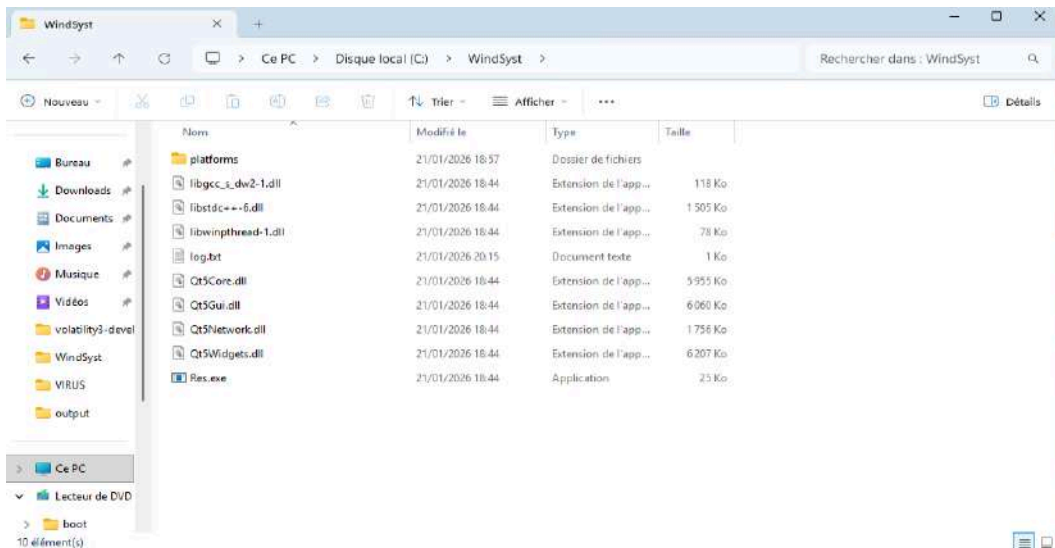 WindSyst
Ce PC > Disque local (C:) > WindSyst >
Rechercher dans : WindSyst
Nouveau
Trier
Afficher
Détails
Nom Modifié le Type Taille
platforms 21/01/2026 18:57 Dossier de fichiers
libgcc_s_dw2-1.dll 21/01/2026 18:44 Extension de l'app... 118 Ko
libstdc++-6.dll 21/01/2026 18:44 Extension de l'app... 1 505 Ko
libwinpthread-1.dll 21/01/2026 18:44 Extension de l'app... 78 Ko
log.txt 21/01/2026 20:15 Document texte 1 Ko
Qt5Core.dll 21/01/2026 18:44 Extension de l'app... 5 955 Ko
Qt5Gui.dll 21/01/2026 18:44 Extension de l'app... 6 060 Ko
Qt5Network.dll 21/01/2026 18:44 Extension de l'app... 1 756 Ko
Qt5Widgets.dll 21/01/2026 18:44 Extension de l'app... 6 207 Ko
Res.exe 21/01/2026 18:44 Application 25 Ko
Bureau
Downloads
Documents
Images
Musique
Vidéos
volatility3-devel
WindSyst
VIRUS
output
Ce PC
Lecteur de DVD
boot
10 élément(s)